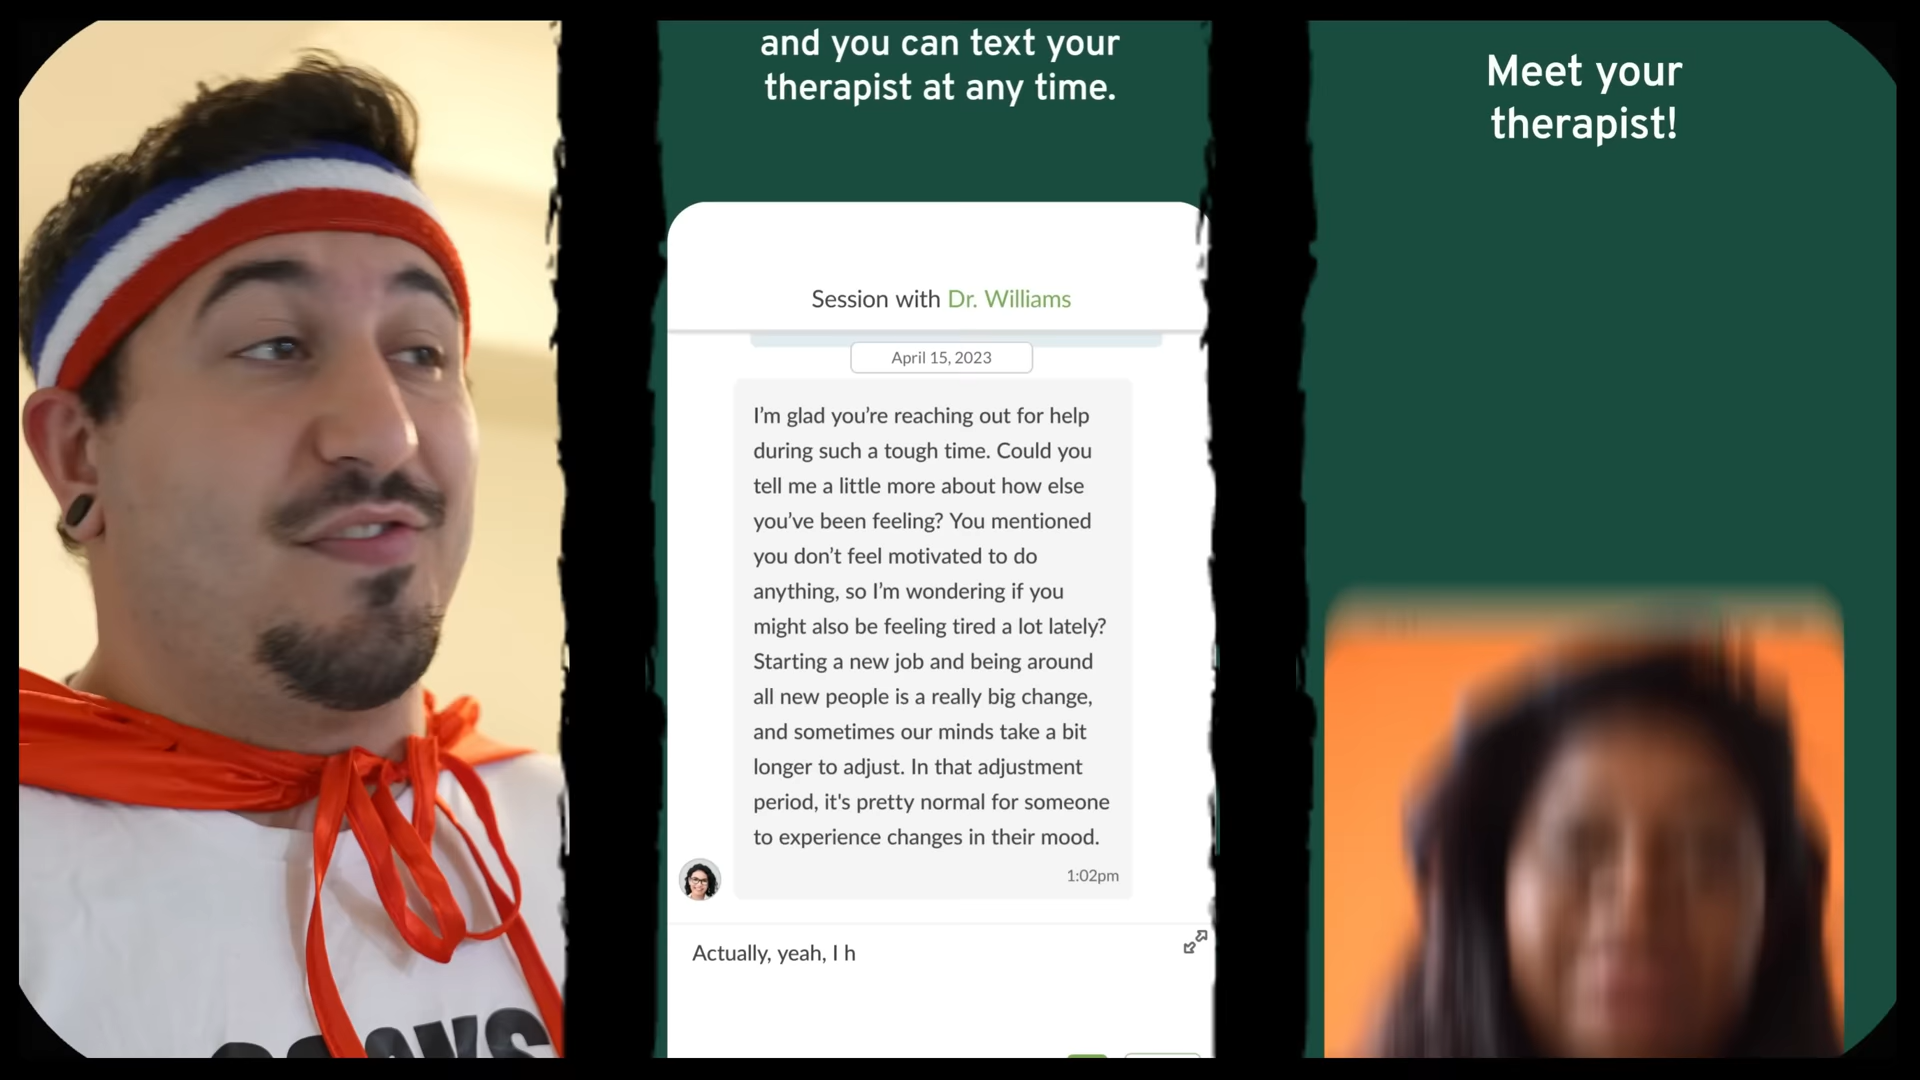 and you can text your
therapist at any time.
Session with Dr. Williams
April 15, 2023
I’m glad you’re reaching out for help
during such a tough time. Could you
tell me a little more about how else
you’ve been feeling? You mentioned
you don’t feel motivated to do
anything, so I’m wondering if you
might also be feeling tired a lot lately?
Starting a new job and being around
all new people is a really big change,
and sometimes our minds take a bit
longer to adjust. In that adjustment
period, it's pretty normal for someone
to experience changes in their mood.
1:02pm
Actually, yeah, I h
Meet your
therapist!